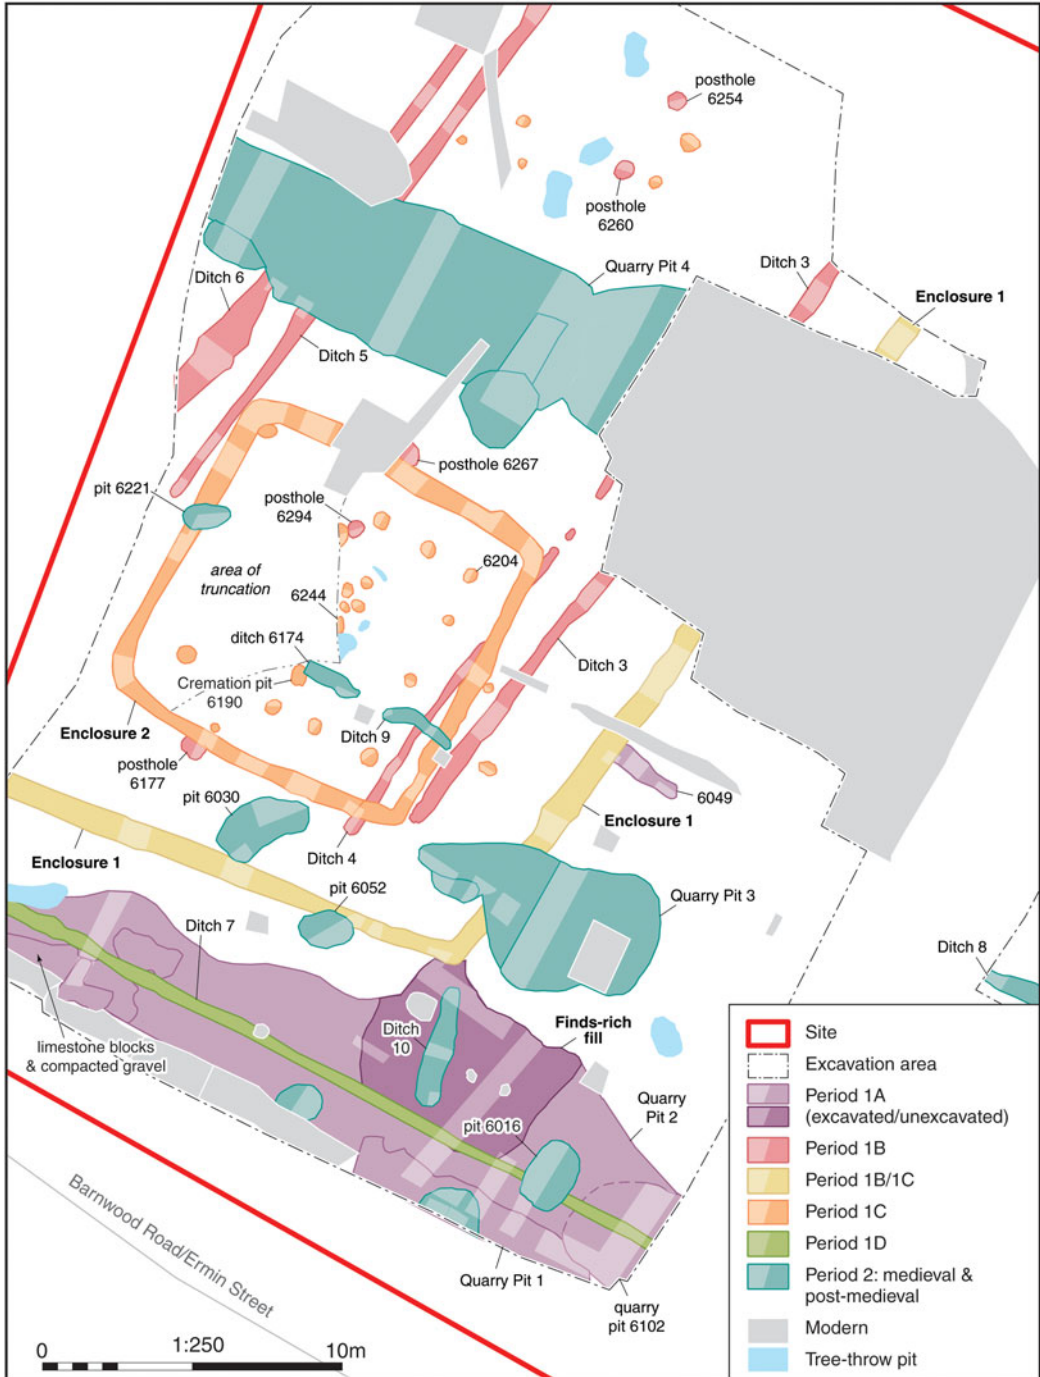 posthole
6254
posthole
6260
Ditch 3
Quarry Pit 4
Enclosure 1
Ditch 6
Ditch 5
posthole 6267
pit 6221
posthole
6294
6204
area of
truncation
6244
ditch 6174
Ditch 3
Cremation pit
6190
Enclosure 2
Ditch 9
posthole
6177
6049
pit 6030
Enclosure 1
Enclosure 1
Ditch 4
pit 6052
Quarry Pit 3
Ditch 7
Ditch 8
Ditch
10
Finds-rich
fill
limestone blocks
& compacted gravel
Quarry
Pit 2
pit 6016
Barnwood Road/Ermin Street
Quarry Pit 1
quarry
pit 6102
0
1:250
10m
Site
Excavation area
Period 1A
(excavated/unexcavated)
Period 1B
Period 1B/1C
Period 1C
Period 1D
Period 2: medieval &
post-medieval
Modern
Tree-throw pit